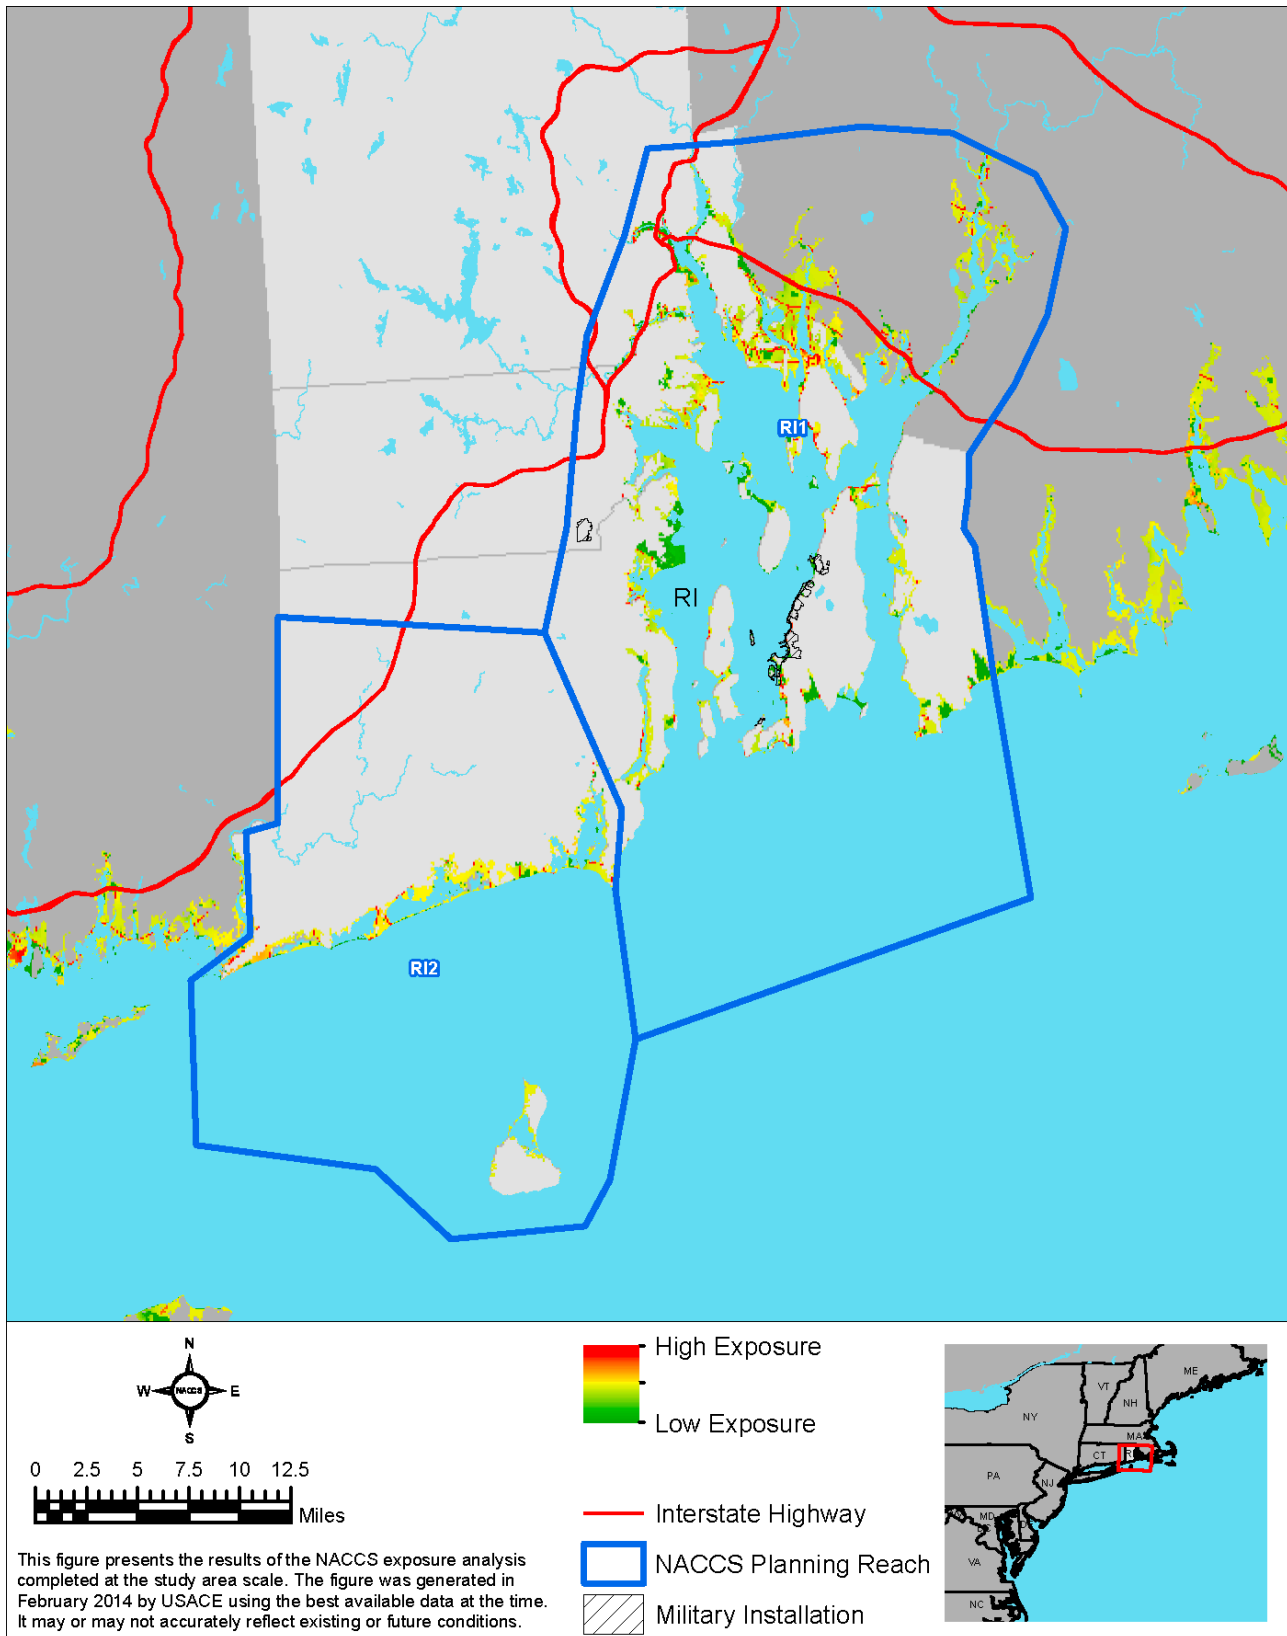 RI1
RI
RI2
N
W NACCS E
S
0 2.5 5 7.5 10 12.5
Miles
This figure presents the results of the NACCS exposure analysis
completed at the study area scale. The figure was generated in
February 2014 by USACE using the best available data at the time.
It may or may not accurately reflect existing or future conditions.
High Exposure
Low Exposure
Interstate Highway
NACCS Planning Reach
Military Installation
ME
VT
NH
NY
MA
CT
R
PA
NJ
MD
VA
NC